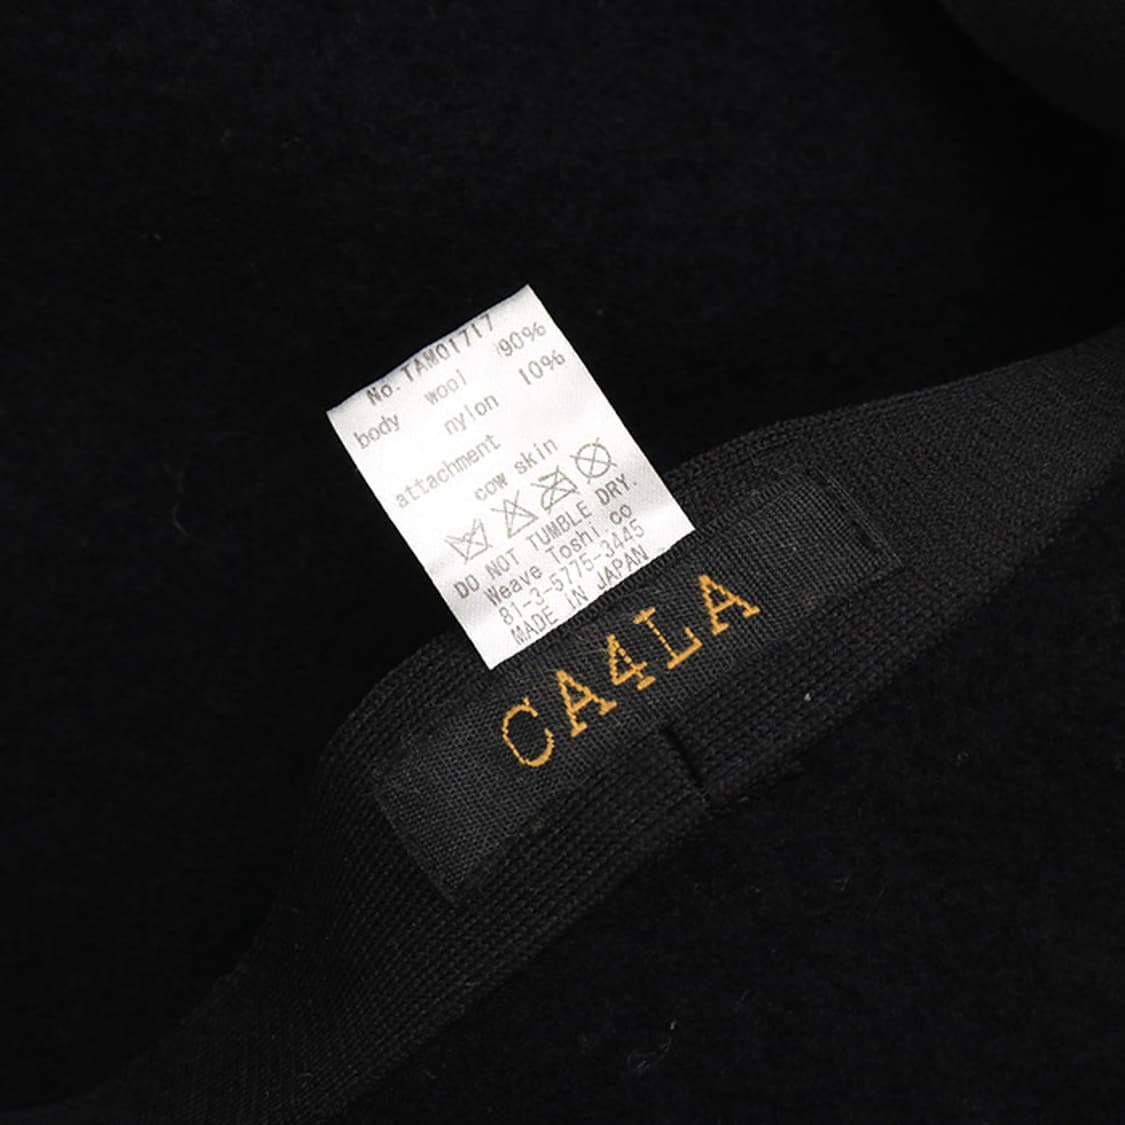 No. TAM01717
body wool 90%
nylon 10%
attachment
cow skin
DO NOT TUMBLE DRY.
Weave Toshi.co
81-3-5775-3445
MADE IN JAPAN
CA4LA